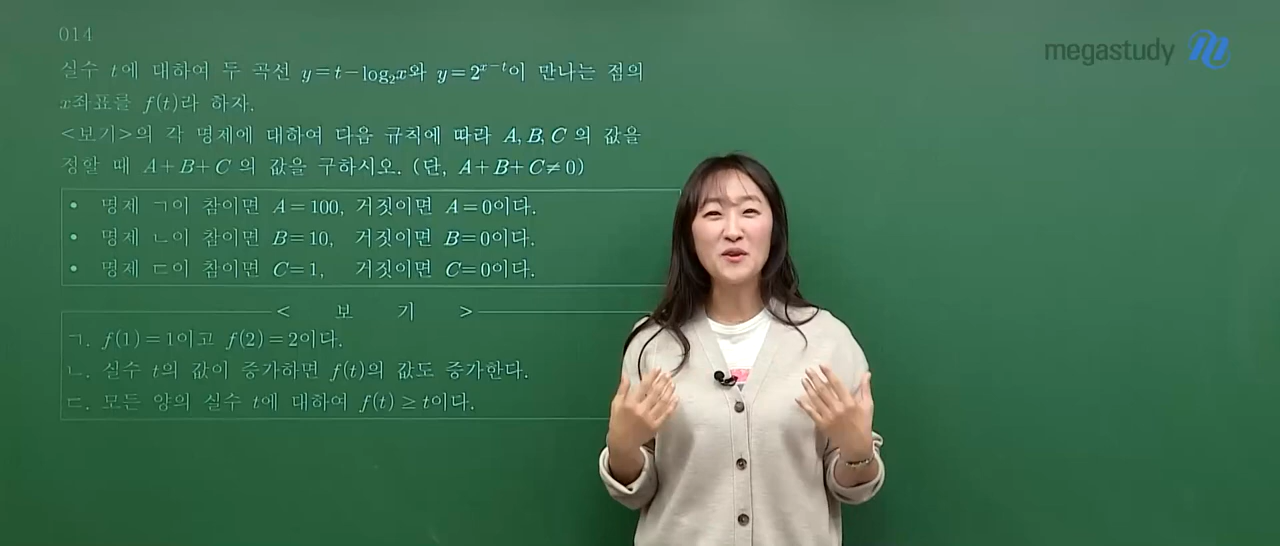 014
megastudy
실수 t에 대하여 두 곡선 y=t-log₂x와 y=2^{x-t}이 만나는 점의
x좌표를 f(t)라 하자.
<보기>의 각 명제에 대하여 다음 규칙에 따라 A, B, C 의 값을
정할 때 A+B+C 의 값을 구하시오. (단, A+B+C≠0)
• 명제 ㄱ이 참이면 A=100, 거짓이면 A=0이다.
• 명제 ㄴ이 참이면 B=10, 거짓이면 B=0이다.
• 명제 ㄷ이 참이면 C=1, 거짓이면 C=0이다.
< 보 기 >
ㄱ. f(1)=1이고 f(2)=2이다.
ㄴ. 실수 t의 값이 증가하면 f(t)의 값도 증가한다.
ㄷ. 모든 양의 실수 t에 대하여 f(t)≥t이다.